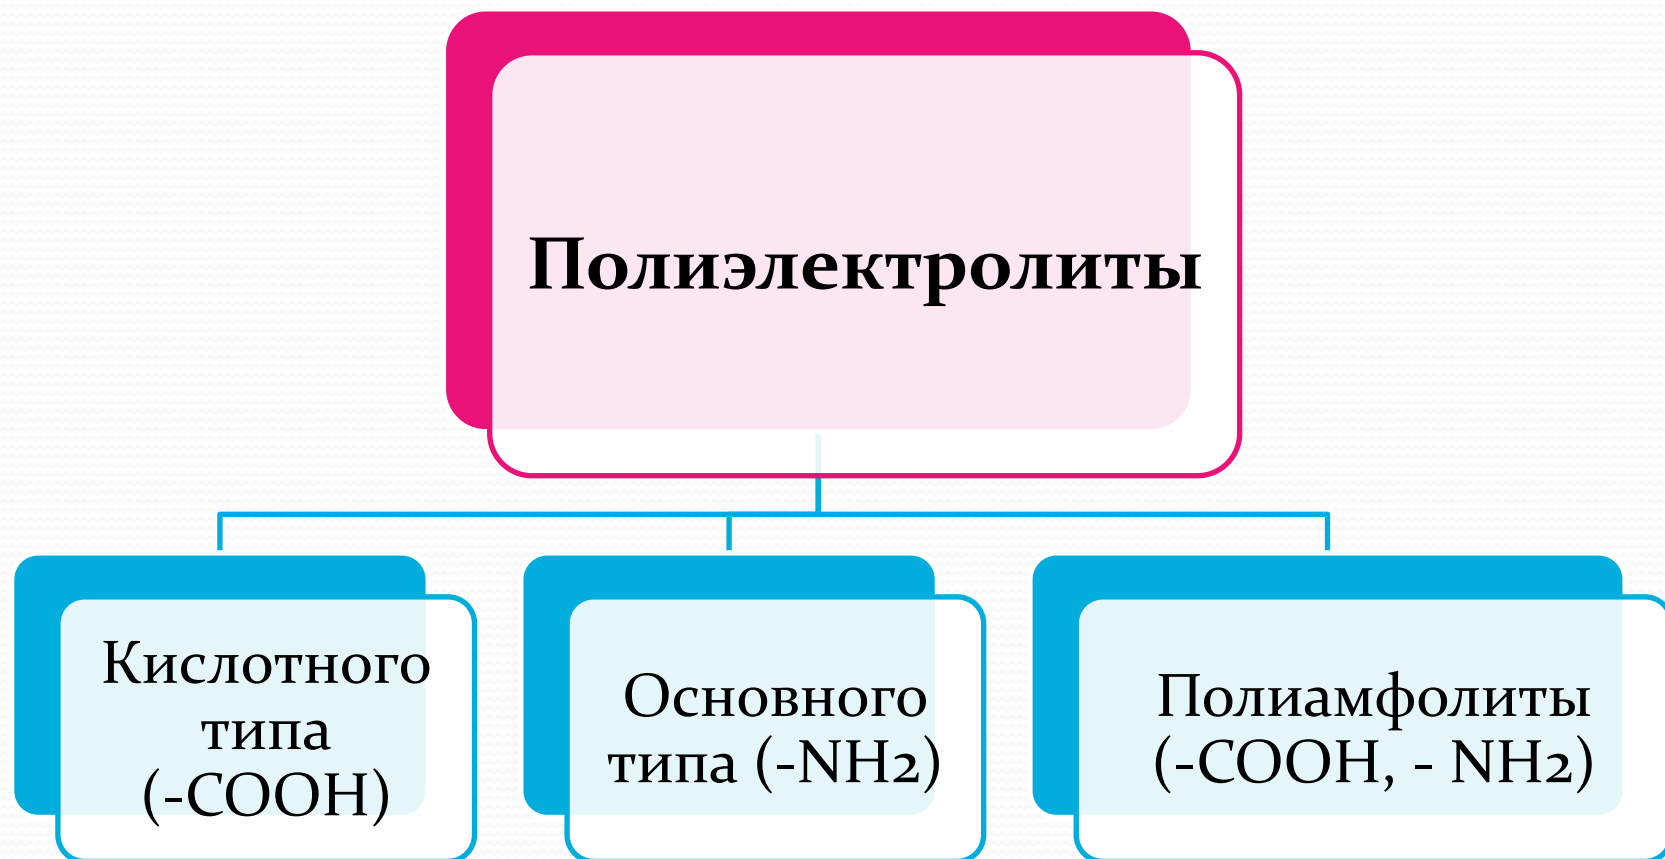 Полиэлектролиты
Кислотного
типа
(-COOH)
Основного
типа (-NH2)
Полиамфолиты
(-COOH, - NH2)